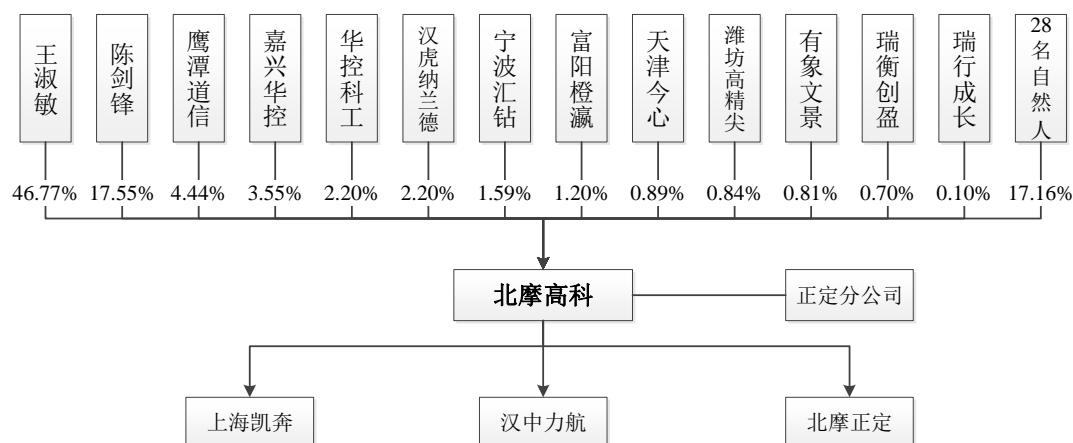 王淑敏
陈剑锋
鹰潭道信
嘉兴华控
华控科工
汉虎纳兰德
宁波汇钻
富阳橙瀛
天津今心
潍坊高精尖
有象文景
瑞衡创盈
瑞行成长
28名自然人
46.77%
17.55%
4.44%
3.55%
2.20%
2.20%
1.59%
1.20%
0.89%
0.84%
0.81%
0.70%
0.10%
17.16%
北摩高科
正定分公司
上海凯奔
汉中力航
北摩正定